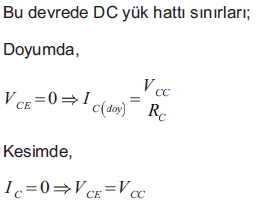 Bu devrede DC yük hattı sınırları;
Doyumda,
V_CE = 0 ⇒ I_C(doy) = V_CC / R_C
Kesimde,
I_C = 0 ⇒ V_CE = V_CC